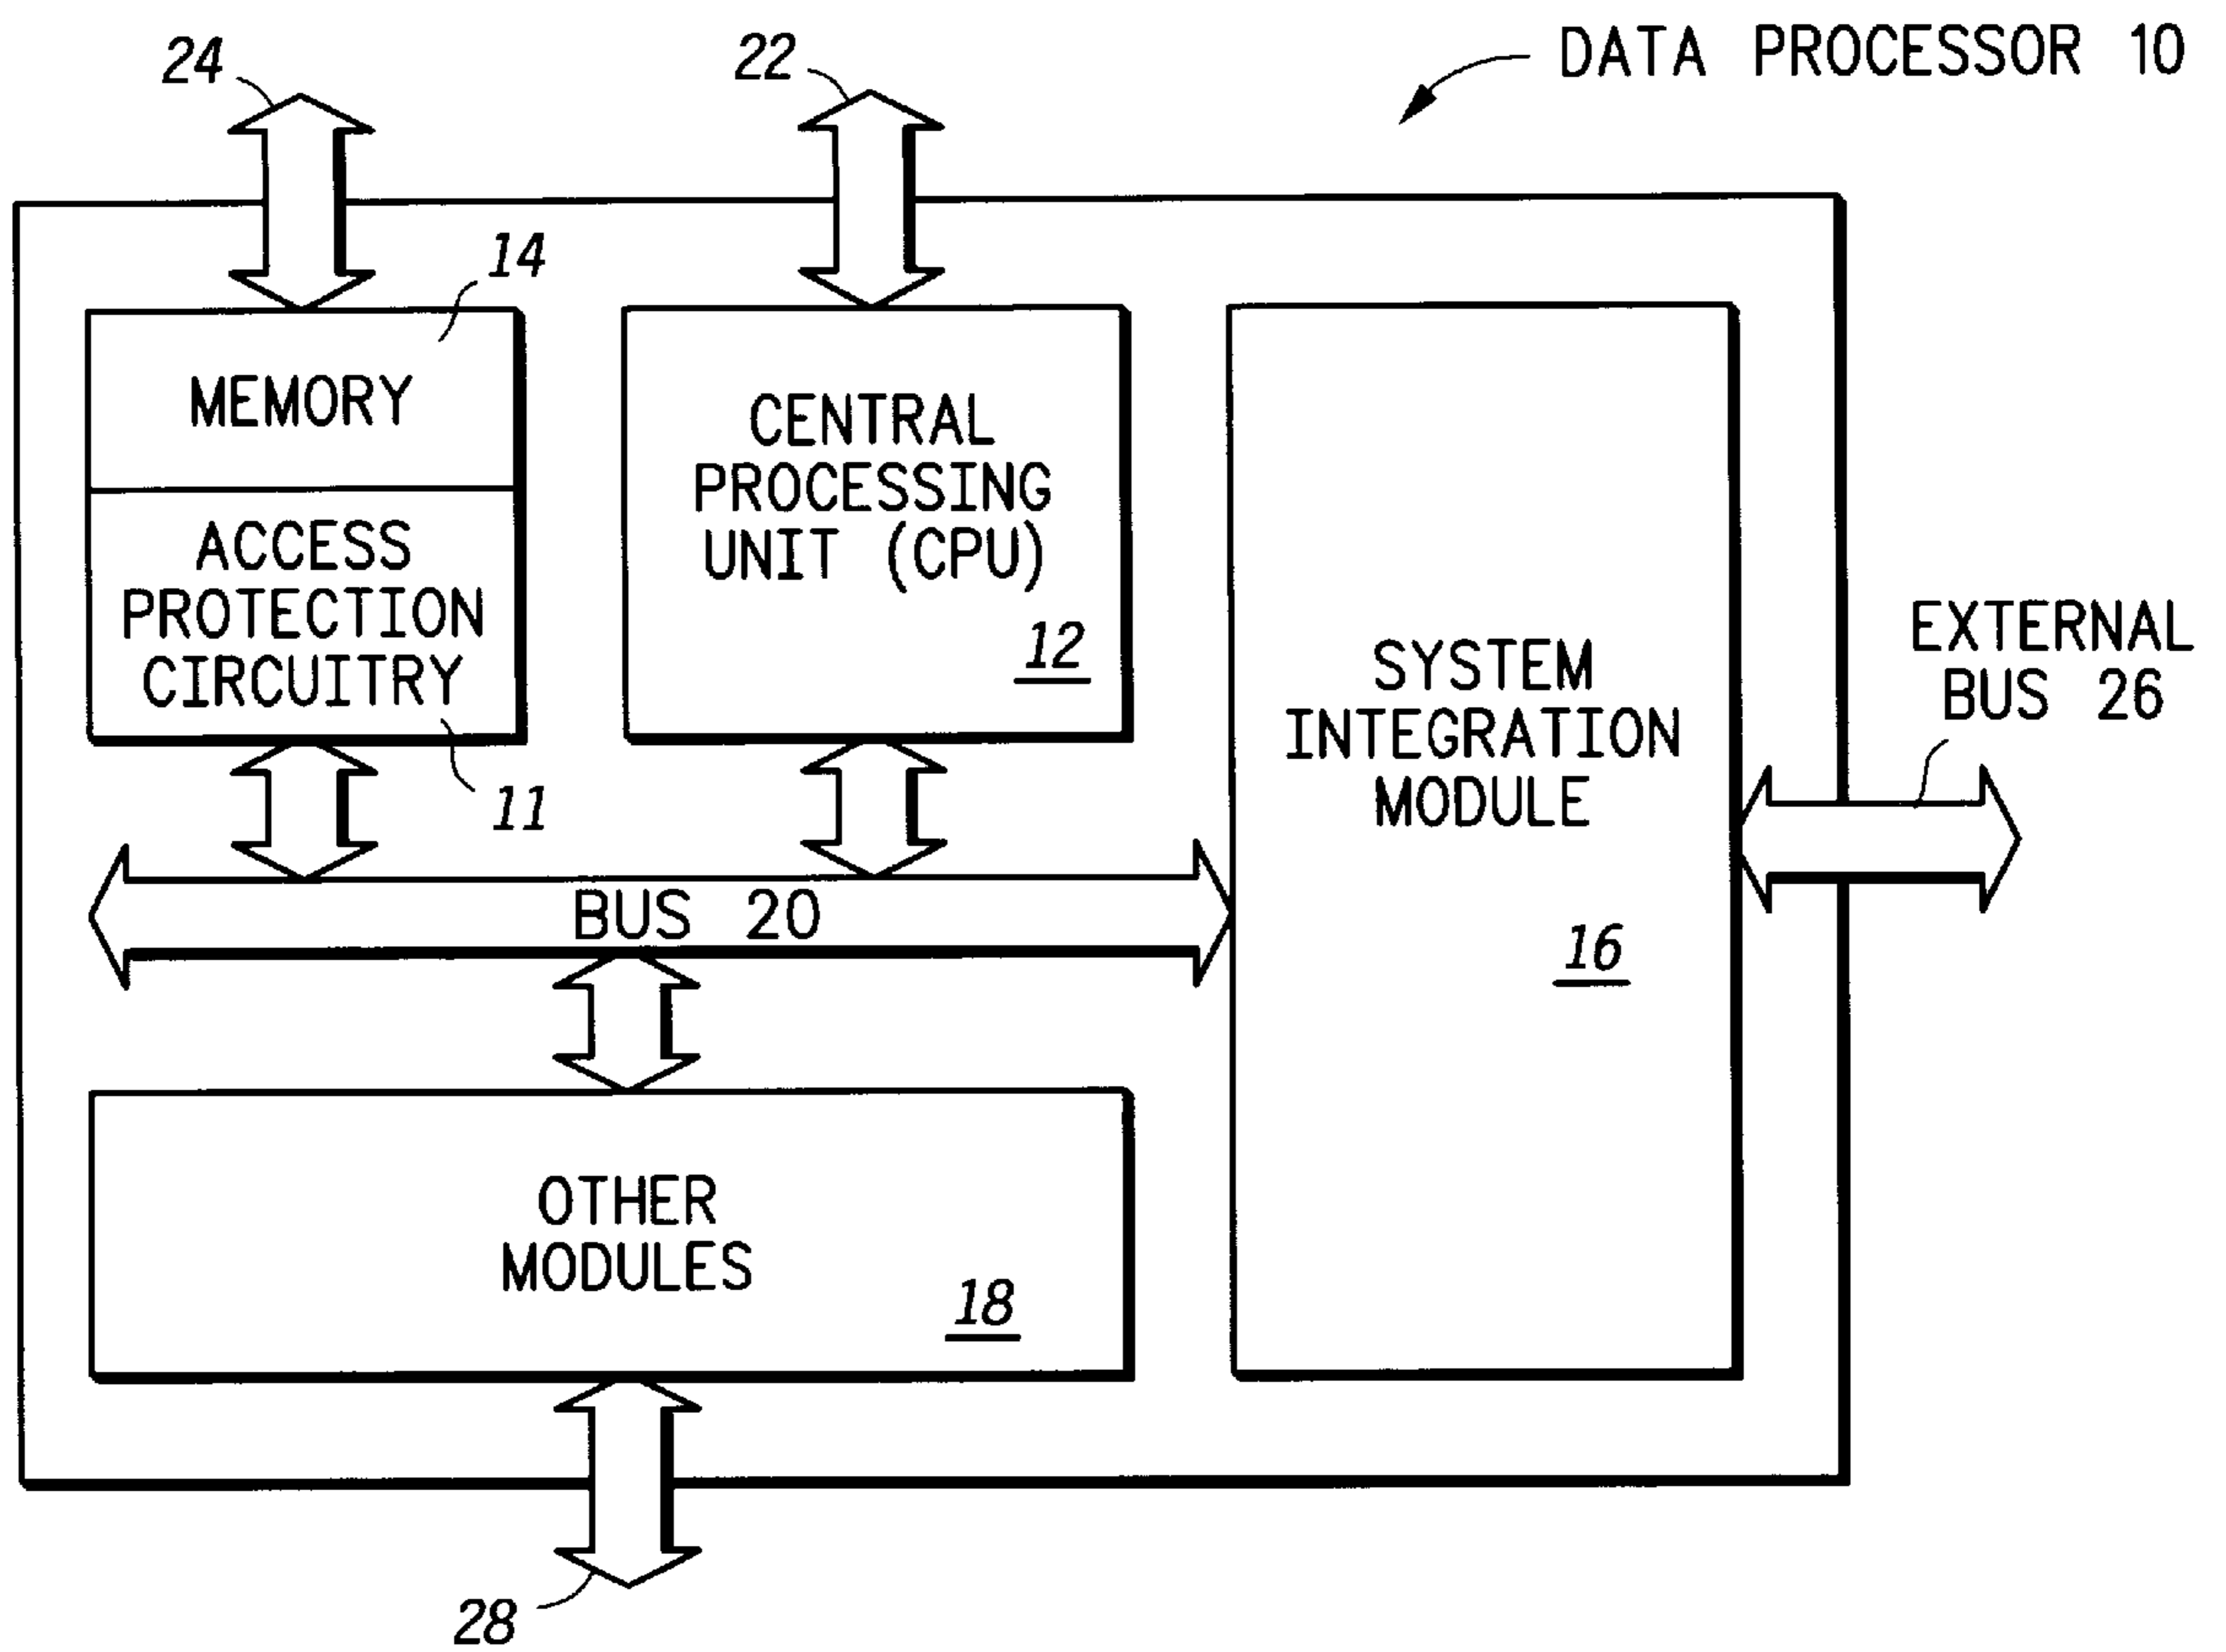 DATA PROCESSOR 10
24
22
14
MEMORY
ACCESS
PROTECTION
CIRCUITRY
11
CENTRAL
PROCESSING
UNIT (CPU)
12
SYSTEM
INTEGRATION
MODULE
16
EXTERNAL
BUS 26
BUS 20
OTHER
MODULES
18
28